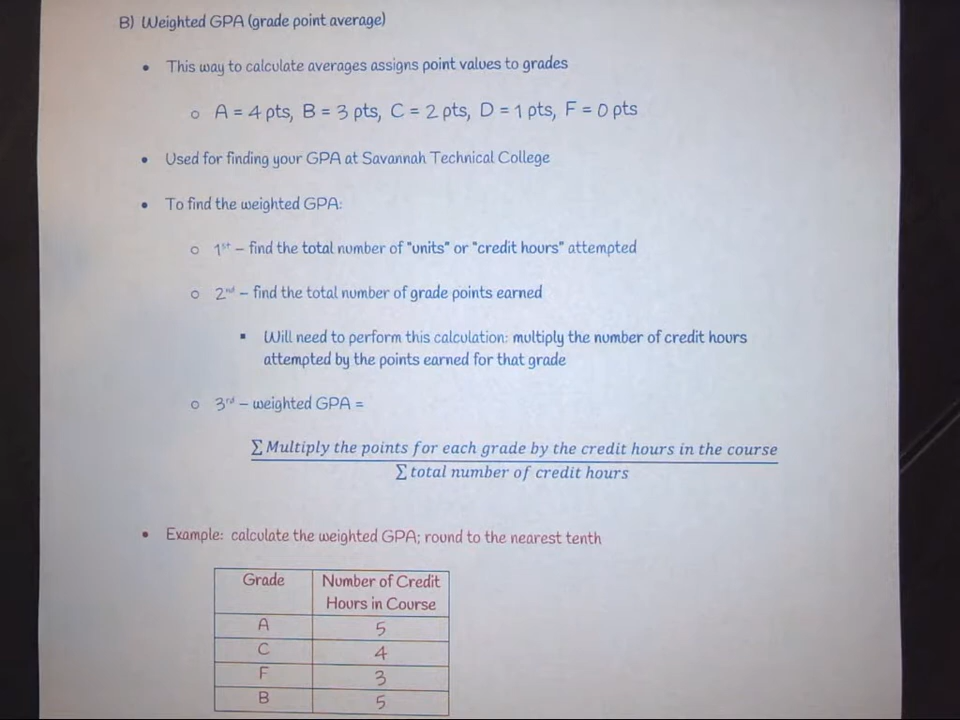 B) Weighted GPA (grade point average)
• This way to calculate averages assigns point values to grades
o A = 4 pts, B = 3 pts, C = 2 pts, D = 1 pts, F = 0 pts
• Used for finding your GPA at Savannah Technical College
• To find the weighted GPA:
o 1st – find the total number of "units" or "credit hours" attempted
o 2nd – find the total number of grade points earned
▪ Will need to perform this calculation: multiply the number of credit hours
attempted by the points earned for that grade
o 3rd – weighted GPA =
∑ Multiply the points for each grade by the credit hours in the course
∑ total number of credit hours
• Example: calculate the weighted GPA; round to the nearest tenth
Grade Number of Credit
Hours in Course
A 5
C 4
F 3
B 5